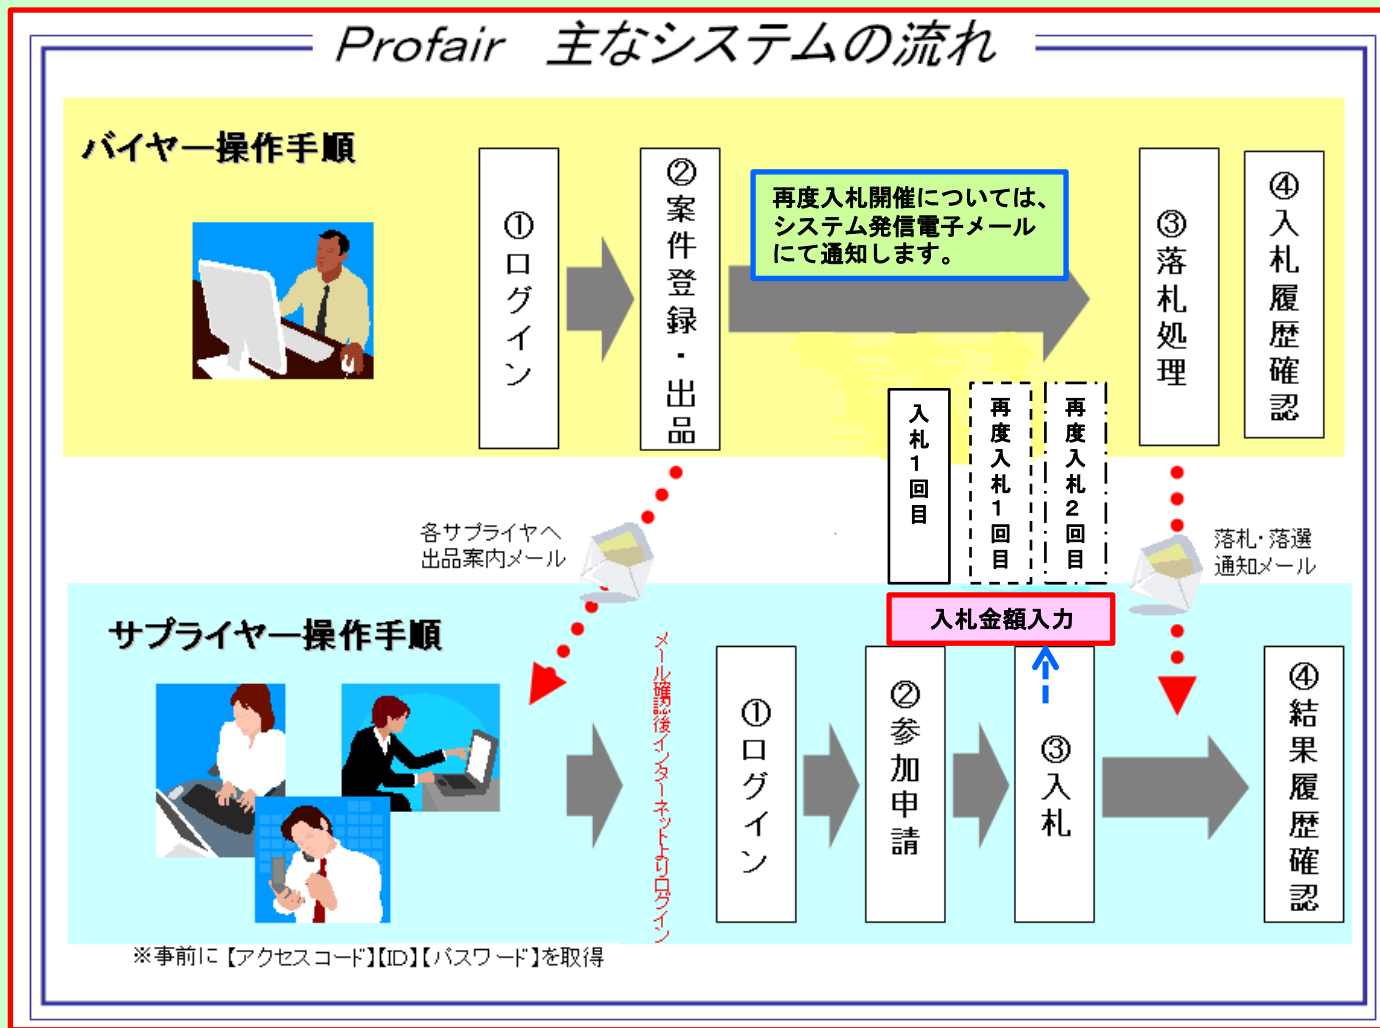 Profair 主なシステムの流れ
バイヤー操作手順
①ログイン
②案件登録・出品
再度入札開催については、
システム発信電子メール
にて通知します。
③落札処理
④入札履歴確認
入札1回目
再度入札1回目
再度入札2回目
各サプライヤへ
出品案内メール
落札・落選
通知メール
入札金額入力
サプライヤー操作手順
メール確認後インターネットよりログイン
①ログイン
②参加申請
③入札
④結果履歴確認
※事前に【アクセスコード】【ID】【パスワード】を取得